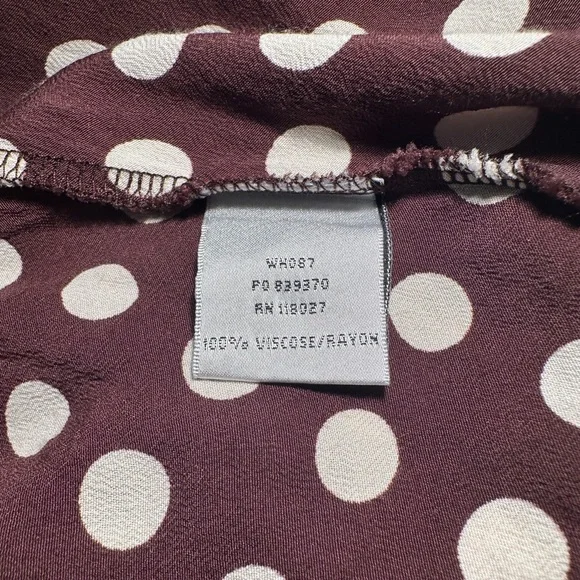 WH087
PO 839370
RN 118027
100% VISCOSE/RAYON